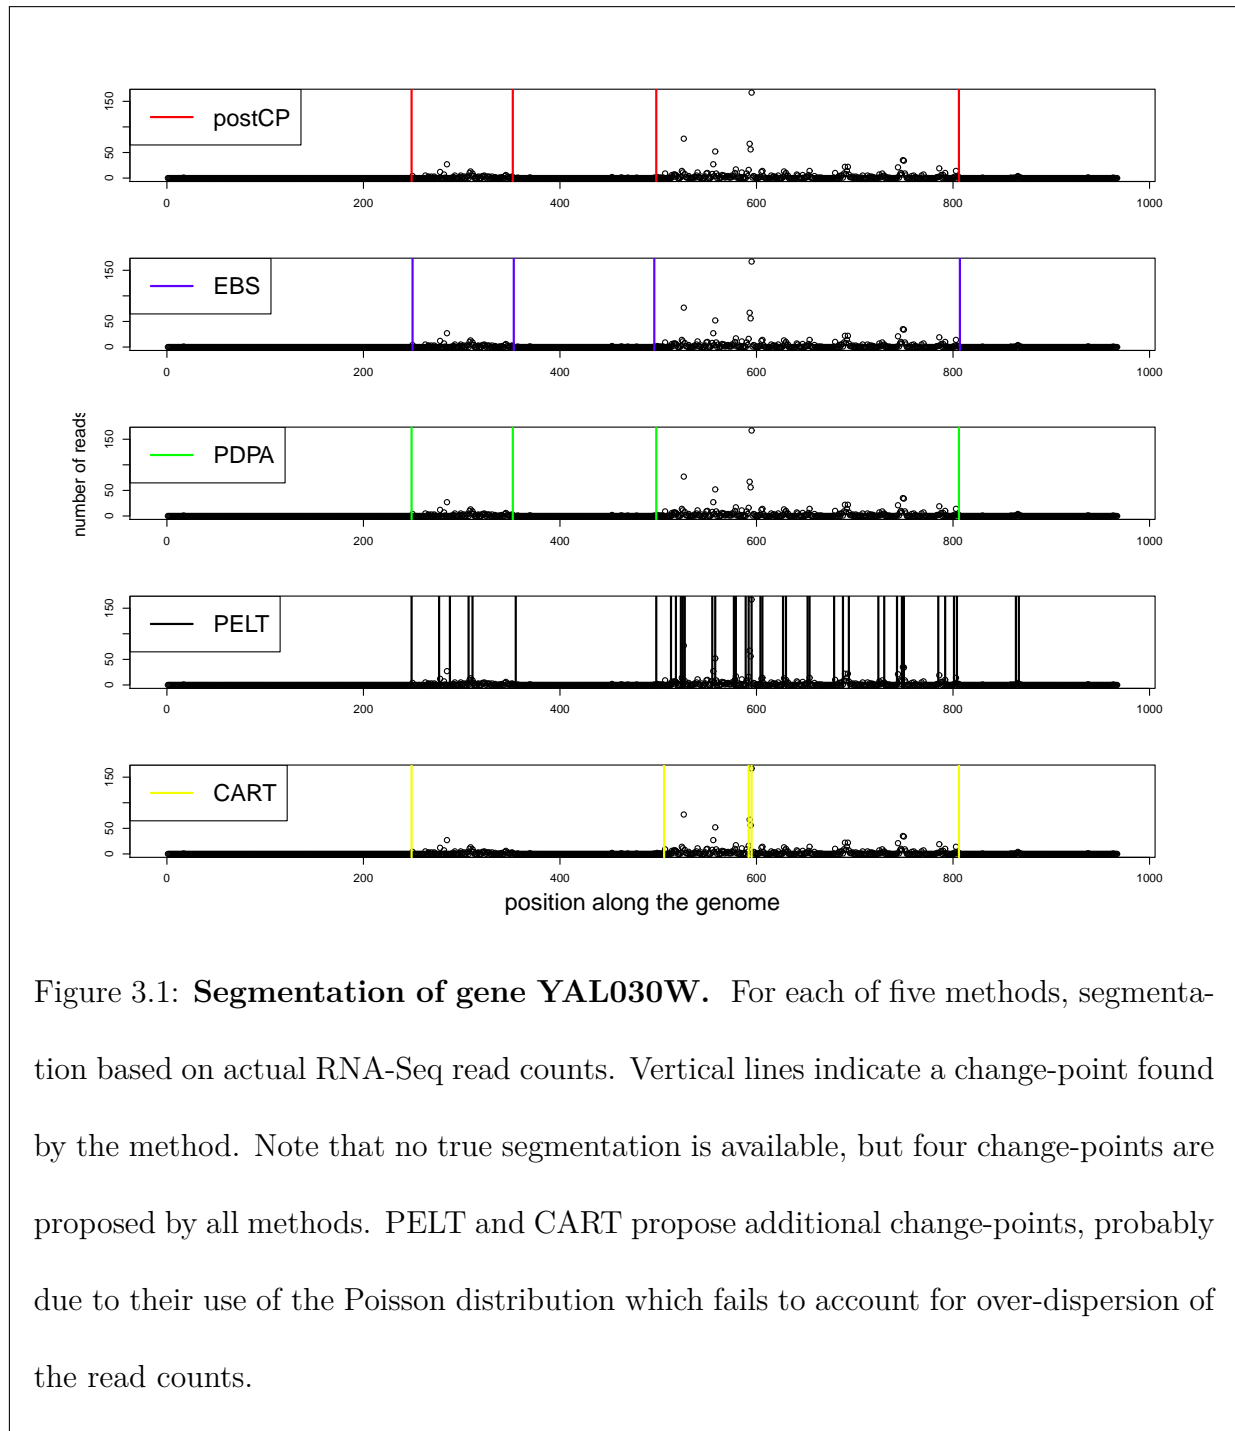 postCP
150
50
0
0 200 400 600 800 1000
EBS
150
50
0
0 200 400 600 800 1000
number of reads
PDPA
150
50
0
0 200 400 600 800 1000
PELT
150
50
0
0 200 400 600 800 1000
CART
150
50
0
0 200 400 600 800 1000
position along the genome
Figure 3.1: Segmentation of gene YAL030W. For each of five methods, segmenta-
tion based on actual RNA-Seq read counts. Vertical lines indicate a change-point found
by the method. Note that no true segmentation is available, but four change-points are
proposed by all methods. PELT and CART propose additional change-points, probably
due to their use of the Poisson distribution which fails to account for over-dispersion of
the read counts.